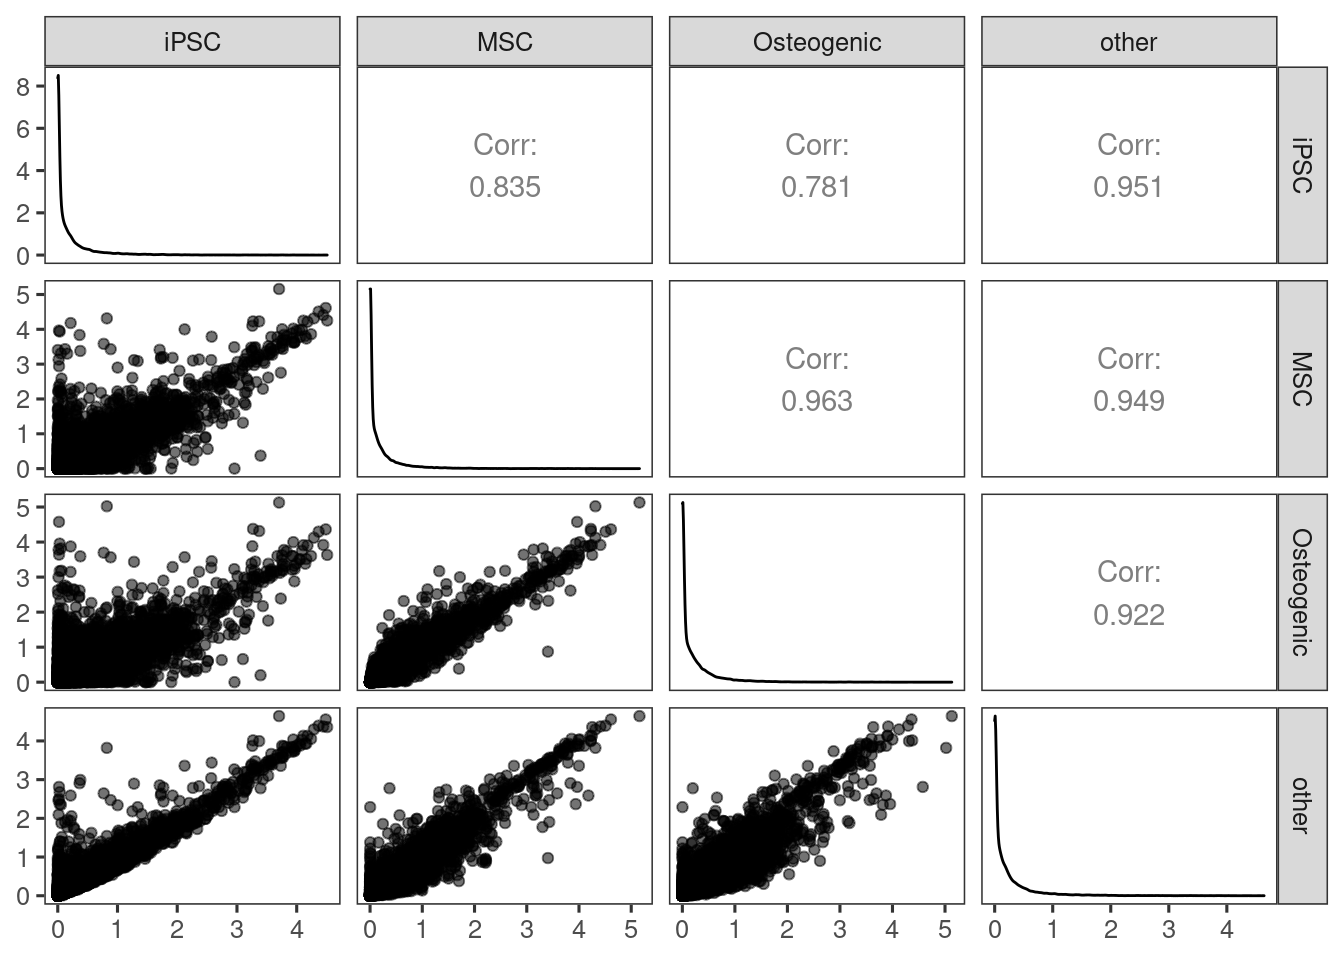 iPSC
MSC
Osteogenic
other
8
6
4
2
0
Corr:
0.835
Corr:
0.781
Corr:
0.951
iPSC
5
4
3
2
1
0
Corr:
0.963
Corr:
0.949
MSC
5
4
3
2
1
0
Corr:
0.922
Osteogenic
4
3
2
1
0
other
0 1 2 3 4
0 1 2 3 4 5
0 1 2 3 4 5
0 1 2 3 4